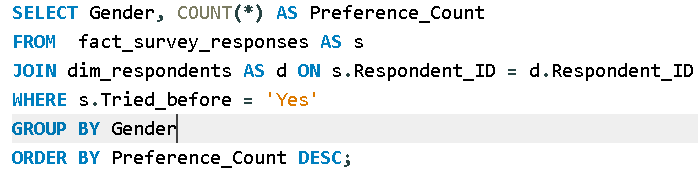 SELECT Gender, COUNT(*) AS Preference_Count
FROM  fact_survey_responses AS s
JOIN dim_respondents AS d ON s.Respondent_ID = d.Respondent_ID
WHERE s.Tried_before = 'Yes'
GROUP BY Gender
ORDER BY Preference_Count DESC;